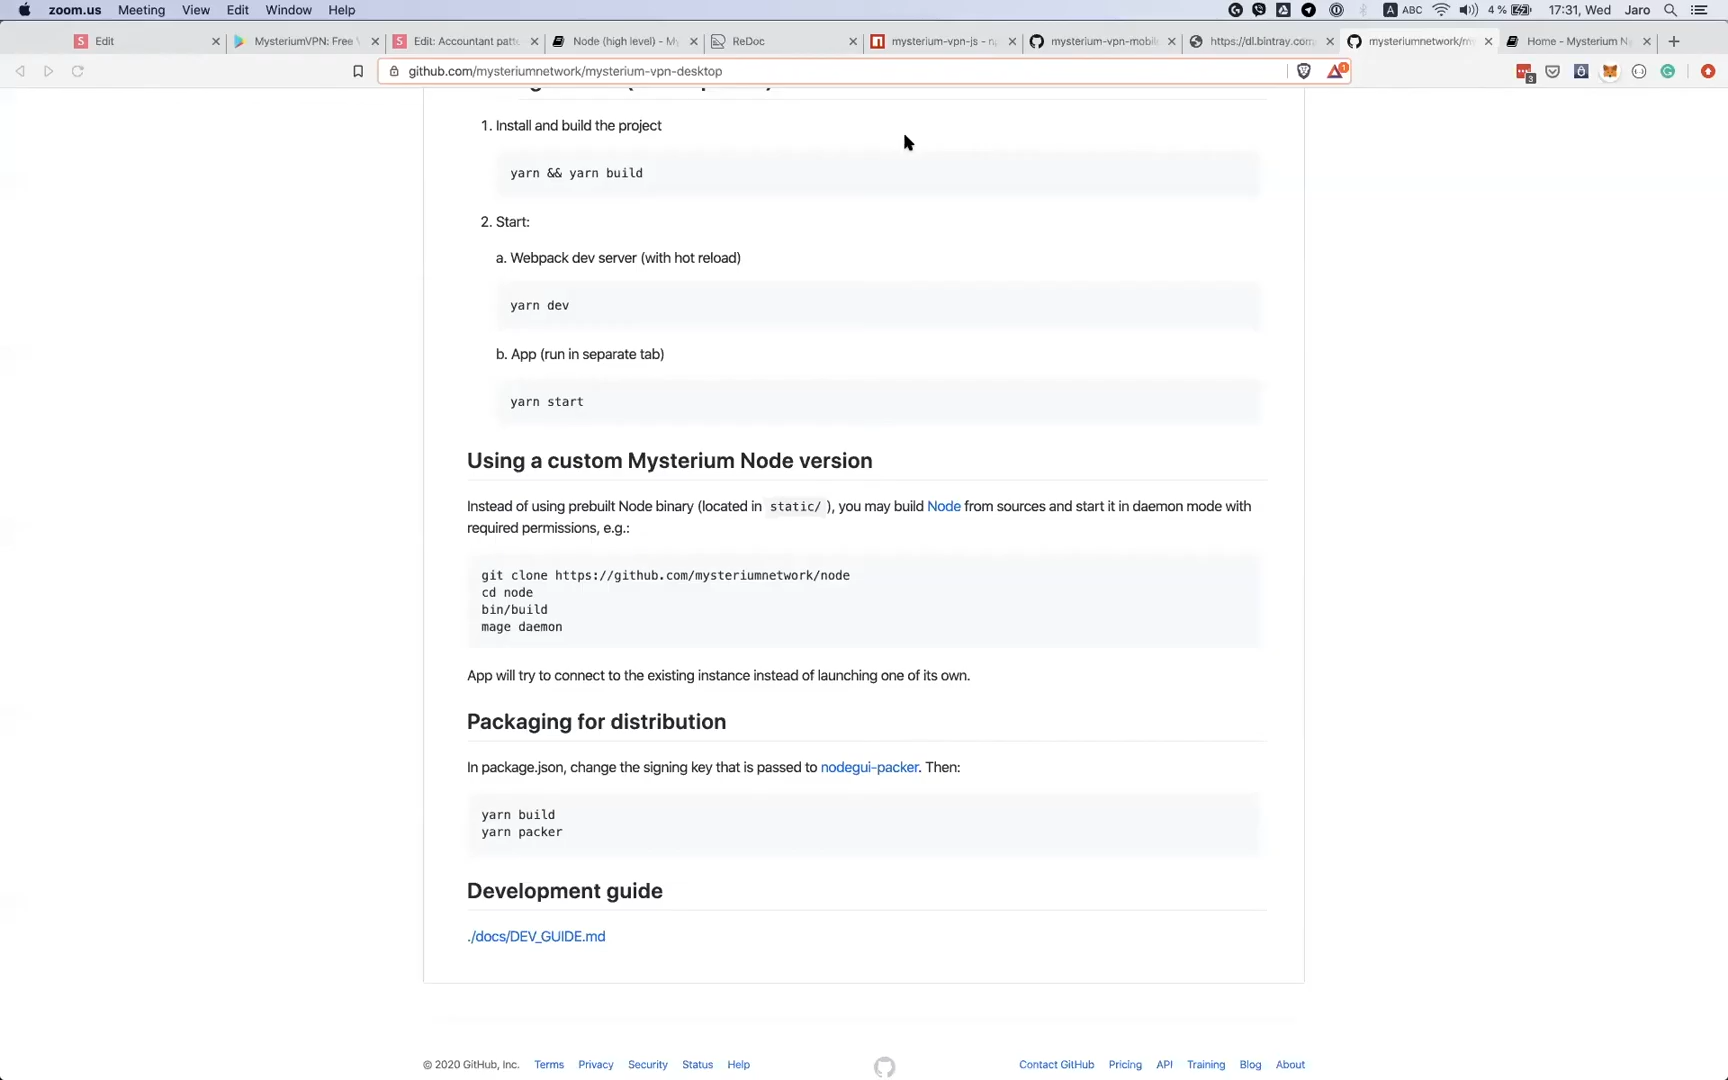 zoom.us Meeting View Edit Window Help
ABC 4 % 17:31, Wed Jaro
Edit
MysteriumVPN: Free
Edit: Accountant patte
Node (high level) - My
ReDoc
mysterium-vpn-js - n
mysterium-vpn-mobile
https://dl.bintray.com
mysteriumnetwork/my
Home - Mysterium N
github.com/mysteriumnetwork/mysterium-vpn-desktop
1. Install and build the project
yarn && yarn build
2. Start:
a. Webpack dev server (with hot reload)
yarn dev
b. App (run in separate tab)
yarn start
Using a custom Mysterium Node version
Instead of using prebuilt Node binary (located in static/ ), you may build Node from sources and start it in daemon mode with
required permissions, e.g.:
git clone https://github.com/mysteriumnetwork/node
cd node
bin/build
mage daemon
App will try to connect to the existing instance instead of launching one of its own.
Packaging for distribution
In package.json, change the signing key that is passed to nodegui-packer. Then:
yarn build
yarn packer
Development guide
./docs/DEV_GUIDE.md
© 2020 GitHub, Inc. Terms Privacy Security Status Help
Contact GitHub Pricing API Training Blog About